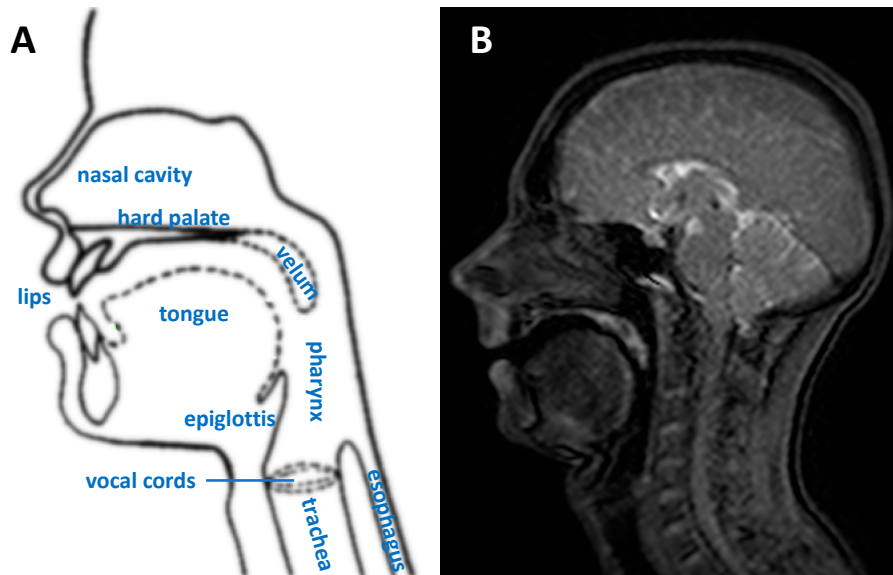 A
B
nasal cavity
hard palate
velum
lips
tongue
pharynx
epiglottis
vocal cords
trachea
esophagus